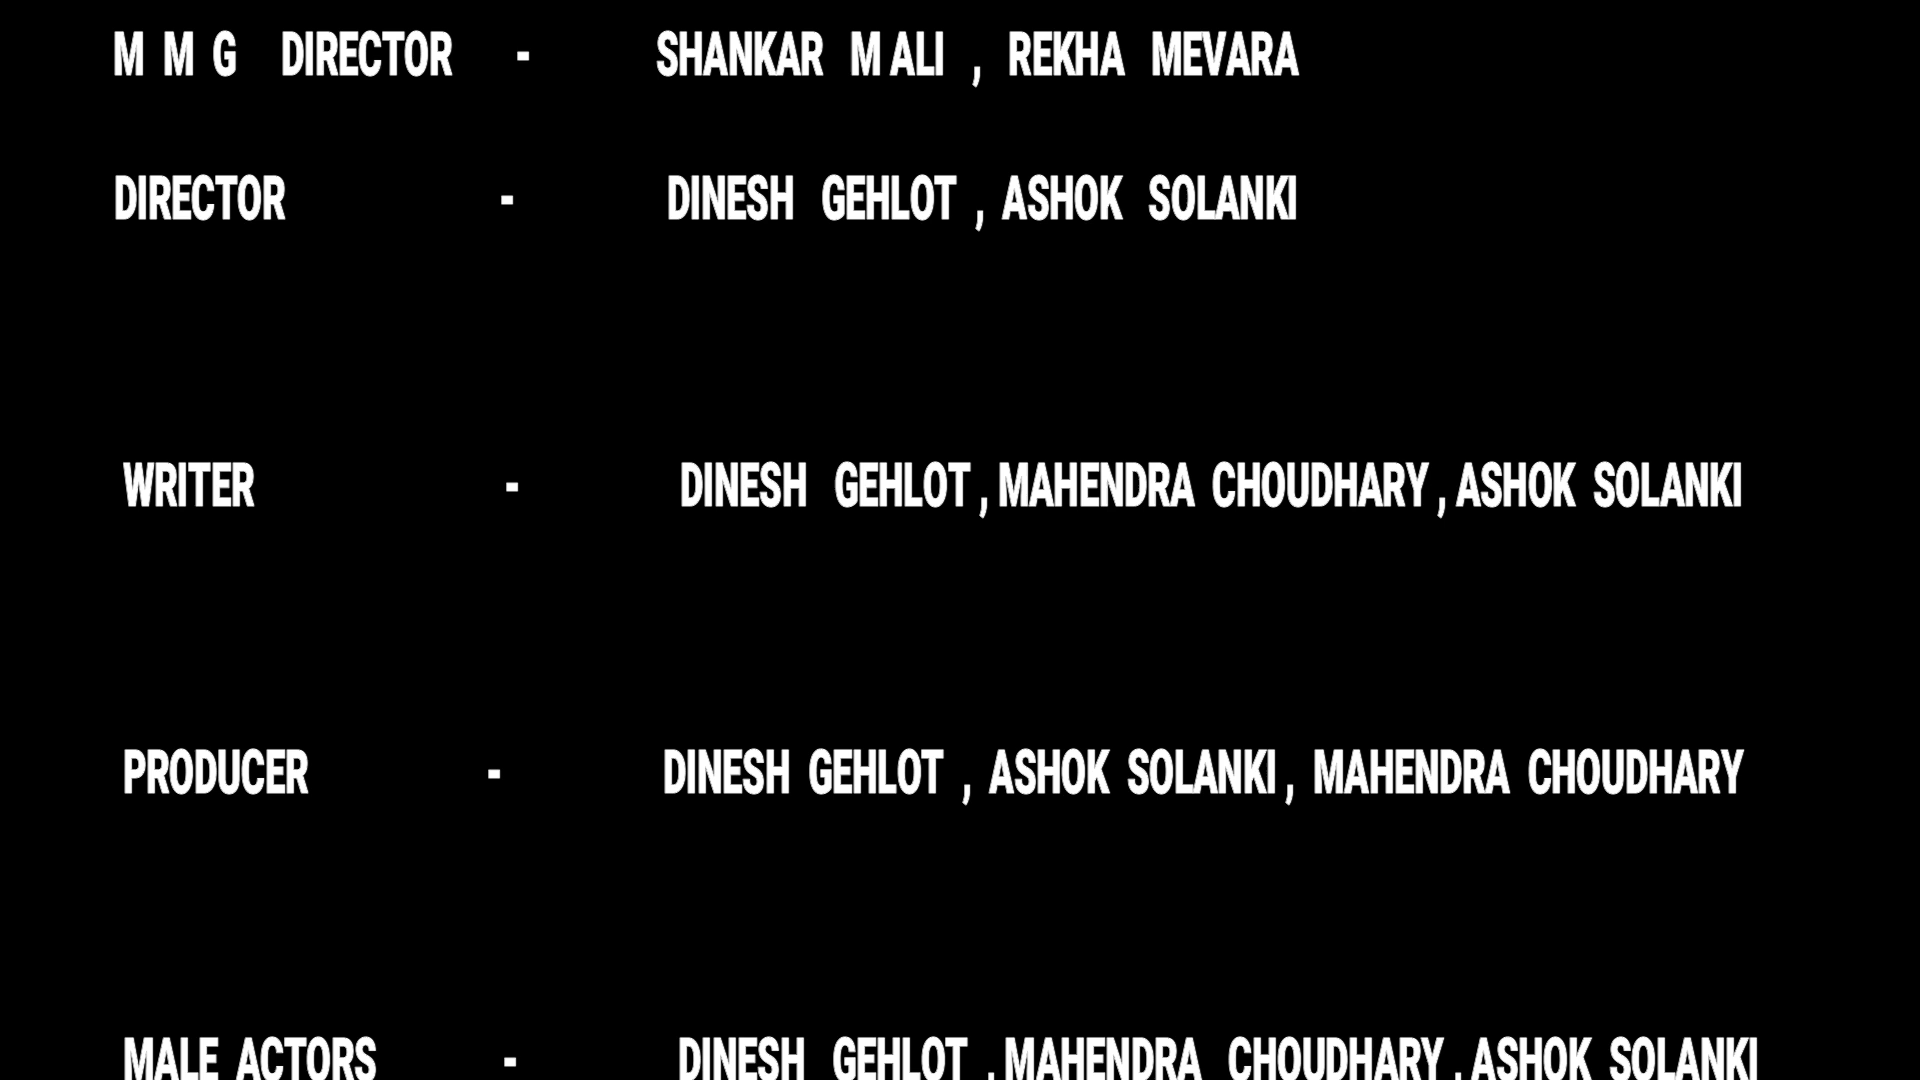 M M G DIRECTOR - SHANKAR MALI , REKHA MEVARA
DIRECTOR - DINESH GEHLOT , ASHOK SOLANKI
WRITER - DINESH GEHLOT , MAHENDRA CHOUDHARY , ASHOK SOLANKI
PRODUCER - DINESH GEHLOT , ASHOK SOLANKI , MAHENDRA CHOUDHARY
MALE ACTORS - DINESH GEHLOT , MAHENDRA CHOUDHARY , ASHOK SOLANKI